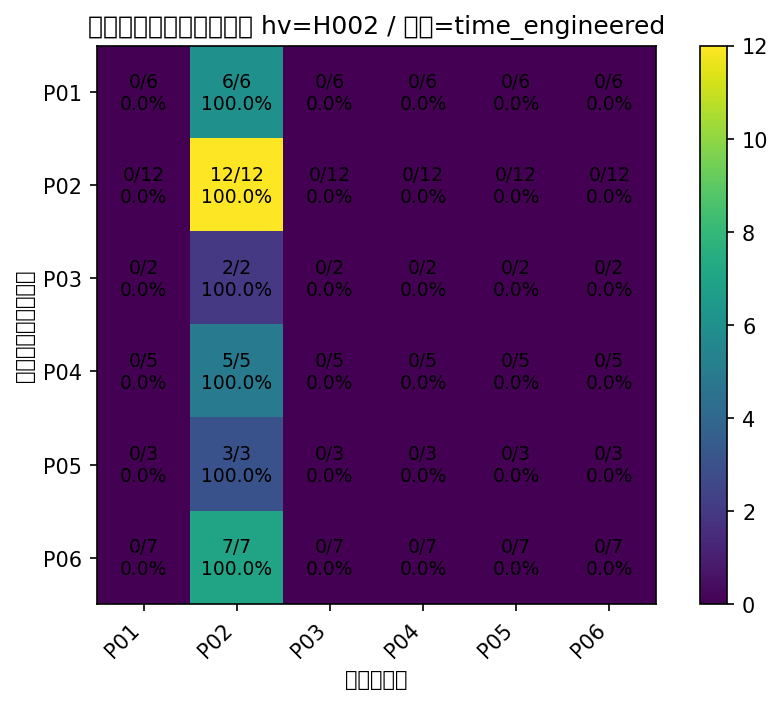 hv=H002 / =time_engineered
P01 0/6 6/6 0/6 0/6 0/6 0/6
0.0% 100.0% 0.0% 0.0% 0.0% 0.0%
P02 0/12 12/12 0/12 0/12 0/12 0/12
0.0% 100.0% 0.0% 0.0% 0.0% 0.0%
P03 0/2 2/2 0/2 0/2 0/2 0/2
0.0% 100.0% 0.0% 0.0% 0.0% 0.0%
P04 0/5 5/5 0/5 0/5 0/5 0/5
0.0% 100.0% 0.0% 0.0% 0.0% 0.0%
P05 0/3 3/3 0/3 0/3 0/3 0/3
0.0% 100.0% 0.0% 0.0% 0.0% 0.0%
P06 0/7 7/7 0/7 0/7 0/7 0/7
0.0% 100.0% 0.0% 0.0% 0.0% 0.0%
P01 P02 P03 P04 P05 P06
12
10
8
6
4
2
0